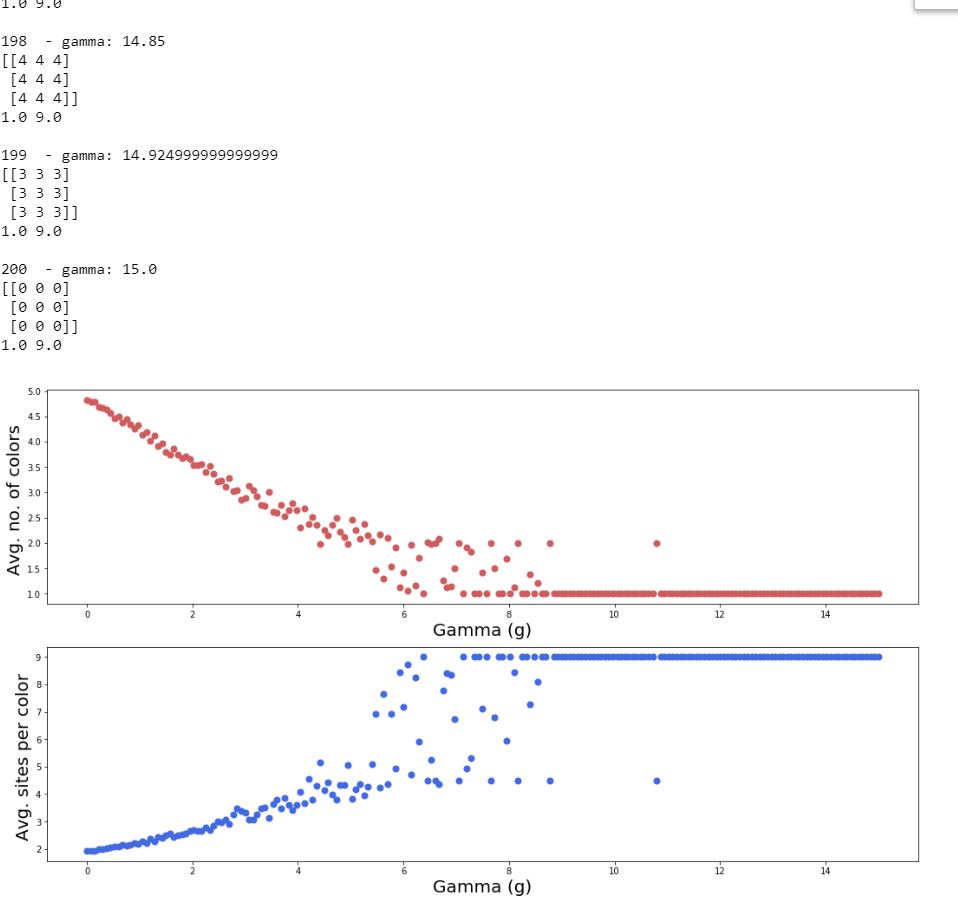 1.0 9.0
198  - gamma: 14.85
[[4 4 4]
 [4 4 4]
 [4 4 4]]
1.0 9.0
199  - gamma: 14.924999999999999
[[3 3 3]
 [3 3 3]
 [3 3 3]]
1.0 9.0
200  - gamma: 15.0
[[0 0 0]
 [0 0 0]
 [0 0 0]]
1.0 9.0
Avg. no. of colors
5.0
4.5
4.0
3.5
3.0
2.5
2.0
1.5
1.0
0 2 4 6 8 10 12 14
Gamma (g)
Avg. sites per color
9
8
7
6
5
4
3
2
0 2 4 6 8 10 12 14
Gamma (g)